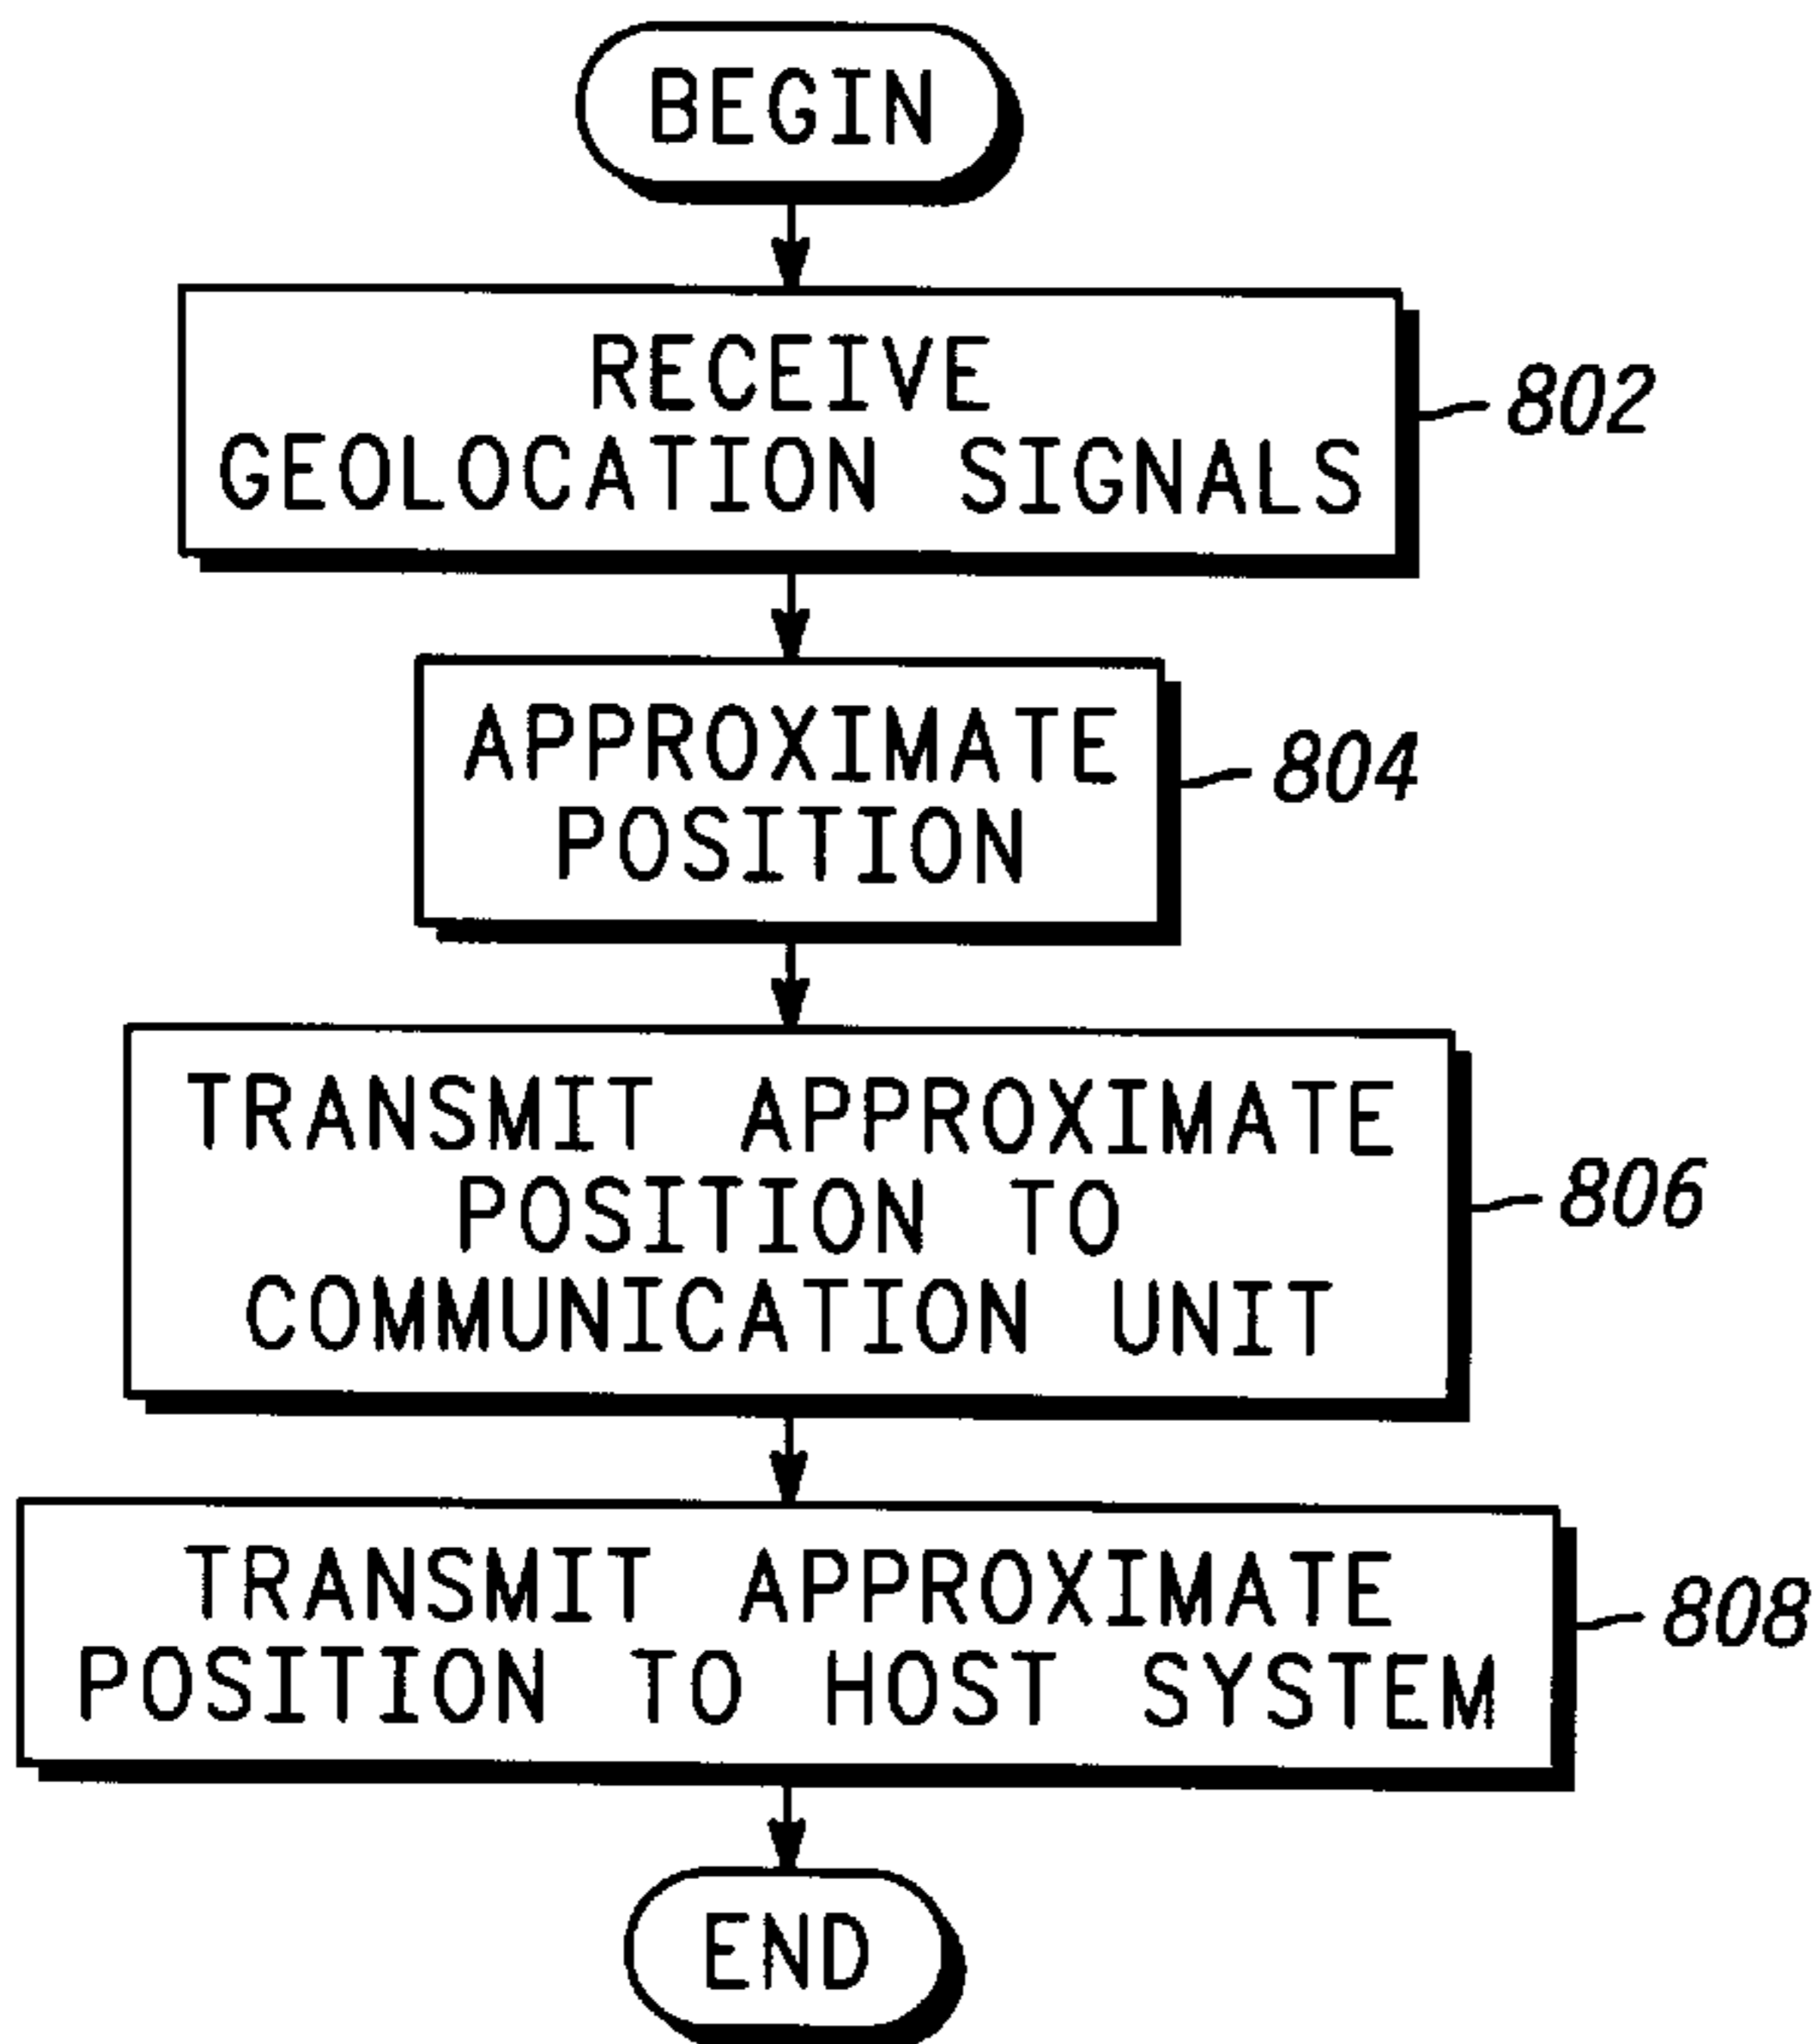 BEGIN
RECEIVE
GEOLOCATION SIGNALS
802
APPROXIMATE
POSITION
804
TRANSMIT APPROXIMATE
POSITION TO
COMMUNICATION UNIT
806
TRANSMIT APPROXIMATE
POSITION TO HOST SYSTEM
808
END